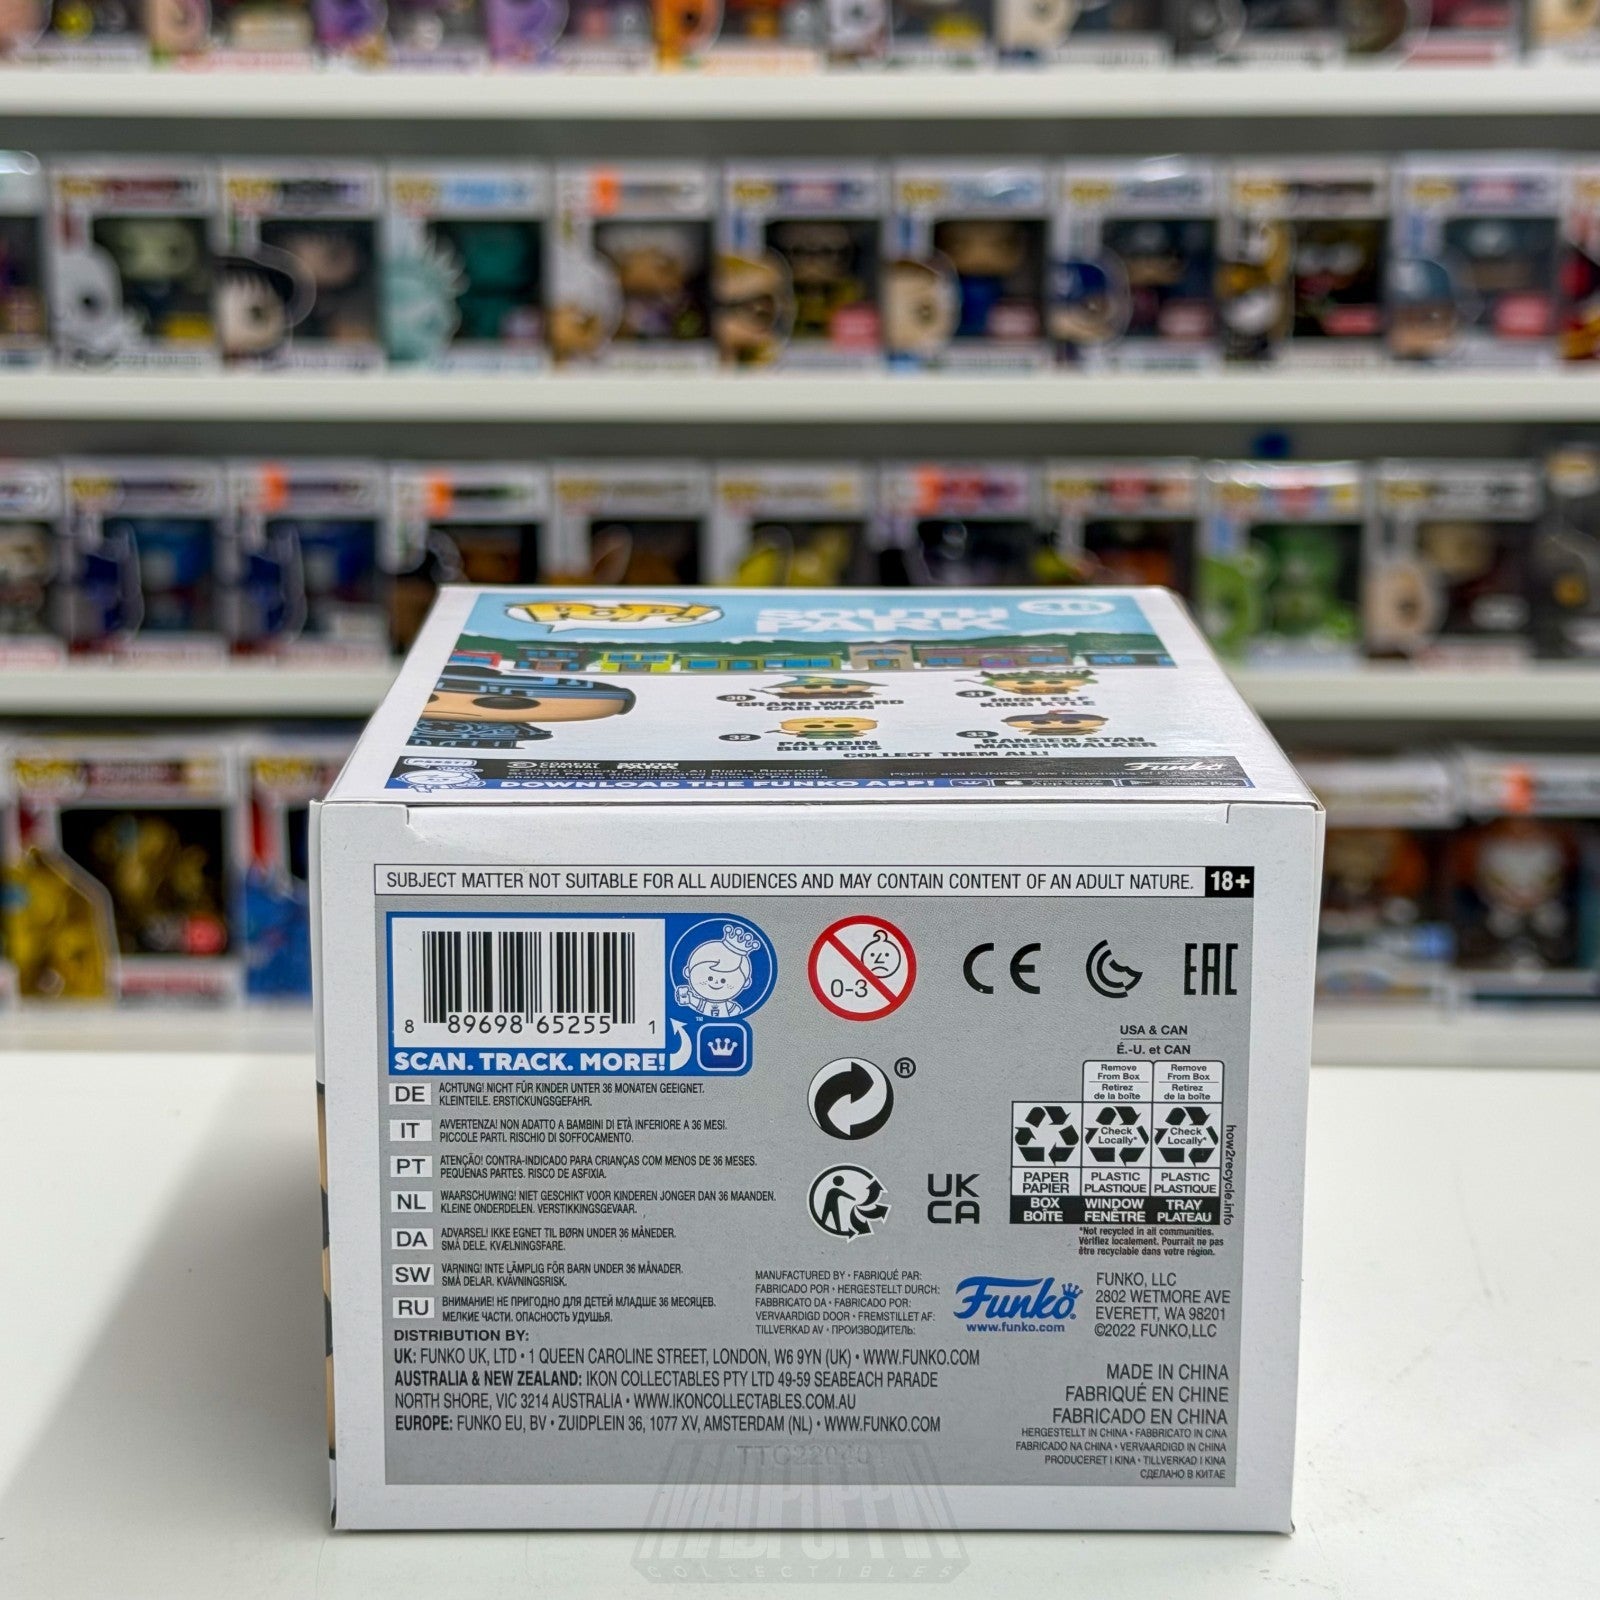 POP!
SOUTH PARK
36
30
GRAND WIZARD
CARTMAN
31
HIGH ELF
KING KYLE
32
PALADIN
BUTTERS
33
RANGER STAN
MARSHWALKER
COLLECT THEM ALL!
Funko
DOWNLOAD THE FUNKO APP!
SUBJECT MATTER NOT SUITABLE FOR ALL AUDIENCES AND MAY CONTAIN CONTENT OF AN ADULT NATURE. 18+
8 89698 65255 1
SCAN. TRACK. MORE!
™
0-3
CE
EAC
DE ACHTUNG! NICHT FÜR KINDER UNTER 36 MONATEN GEEIGNET.
KLEINTEILE. ERSTICKUNGSGEFAHR.
IT AVVERTENZA! NON ADATTO A BAMBINI DI ETÀ INFERIORE A 36 MESI.
PICCOLE PARTI. RISCHIO DI SOFFOCAMENTO.
PT ATENÇÃO! CONTRA-INDICADO PARA CRIANÇAS COM MENOS DE 36 MESES.
PEQUENAS PARTES. RISCO DE ASFIXIA.
NL WAARSCHUWING! NIET GESCHIKT VOOR KINDEREN JONGER DAN 36 MAANDEN.
KLEINE ONDERDELEN. VERSTIKKINGSGEVAAR.
DA ADVARSEL! IKKE EGNET TIL BØRN UNDER 36 MÅNEDER.
SMÅ DELE. KVÆLNINGSFARE.
SW VARNING! INTE LÄMPLIG FÖR BARN UNDER 36 MÅNADER.
SMÅ DELAR. KVÄVNINGSRISK.
RU ВНИМАНИЕ! НЕ ПРИГОДНО ДЛЯ ДЕТЕЙ МЛАДШЕ 36 МЕСЯЦЕВ.
МЕЛКИЕ ЧАСТИ. ОПАСНОСТЬ УДУШЬЯ.
®
UK
CA
USA & CAN
É.-U. et CAN
Remove
From Box
Retirez
de la boîte
Remove
From Box
Retirez
de la boîte
Check
Locally*
Check
Locally*
PAPER
PAPIER
PLASTIC
PLASTIQUE
PLASTIC
PLASTIQUE
BOX
BOÎTE
WINDOW
FENÊTRE
TRAY
PLATEAU
how2recycle.info
*Not recycled in all communities.
Vérifiez localement. Pourrait ne pas
être recyclable dans votre région.
MANUFACTURED BY • FABRIQUÉ PAR:
FABRICADO POR • HERGESTELLT DURCH:
FABBRICATO DA • FABRICADO POR:
VERVAARDIGD DOOR • FREMSTILLET AF:
TILLVERKAD AV • ПРОИЗВОДИТЕЛЬ:
Funko®
www.funko.com
FUNKO, LLC
2802 WETMORE AVE
EVERETT, WA 98201
©2022 FUNKO,LLC
DISTRIBUTION BY:
UK: FUNKO UK, LTD • 1 QUEEN CAROLINE STREET, LONDON, W6 9YN (UK) • WWW.FUNKO.COM
AUSTRALIA & NEW ZEALAND: IKON COLLECTABLES PTY LTD 49-59 SEABEACH PARADE
NORTH SHORE, VIC 3214 AUSTRALIA • WWW.IKONCOLLECTABLES.COM.AU
EUROPE: FUNKO EU, BV • ZUIDPLEIN 36, 1077 XV, AMSTERDAM (NL) • WWW.FUNKO.COM
MADE IN CHINA
FABRIQUÉ EN CHINE
FABRICADO EN CHINA
HERGESTELLT IN CHINA • FABBRICATO IN CINA
FABRICADO NA CHINA • VERVAARDIGD IN CHINA
PRODUCERET I KINA • TILLVERKAD I KINA
СДЕЛАНО В КИТАЕ
COLLECTIBLES